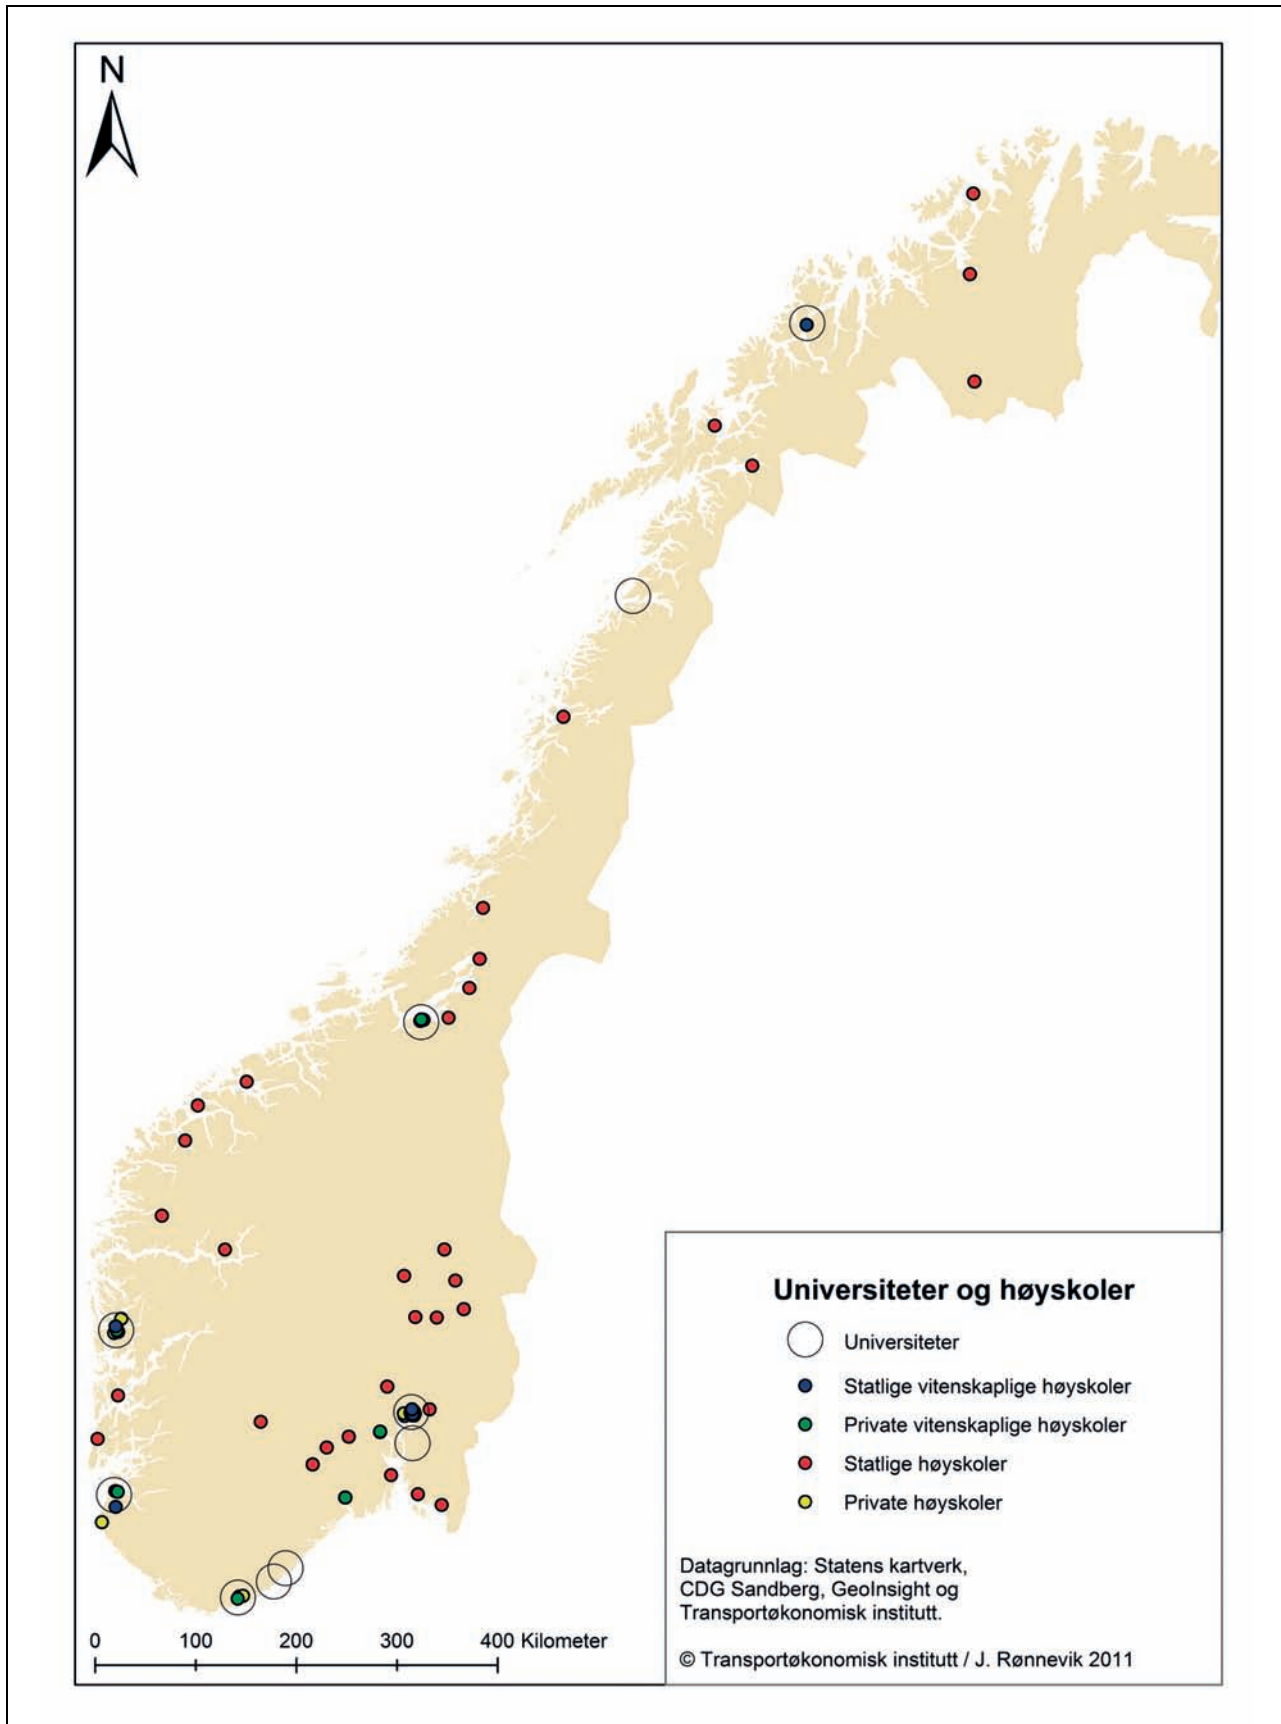 N
Universiteter og høyskoler
Universiteter
Statlige vitenskaplige høyskoler
Private vitenskaplige høyskoler
Statlige høyskoler
Private høyskoler
Datagrunnlag: Statens kartverk,
CDG Sandberg, GeoInsight og
Transportøkonomisk institutt.
© Transportøkonomisk institutt / J. Rønnevik 2011
0 100 200 300 400 Kilometer